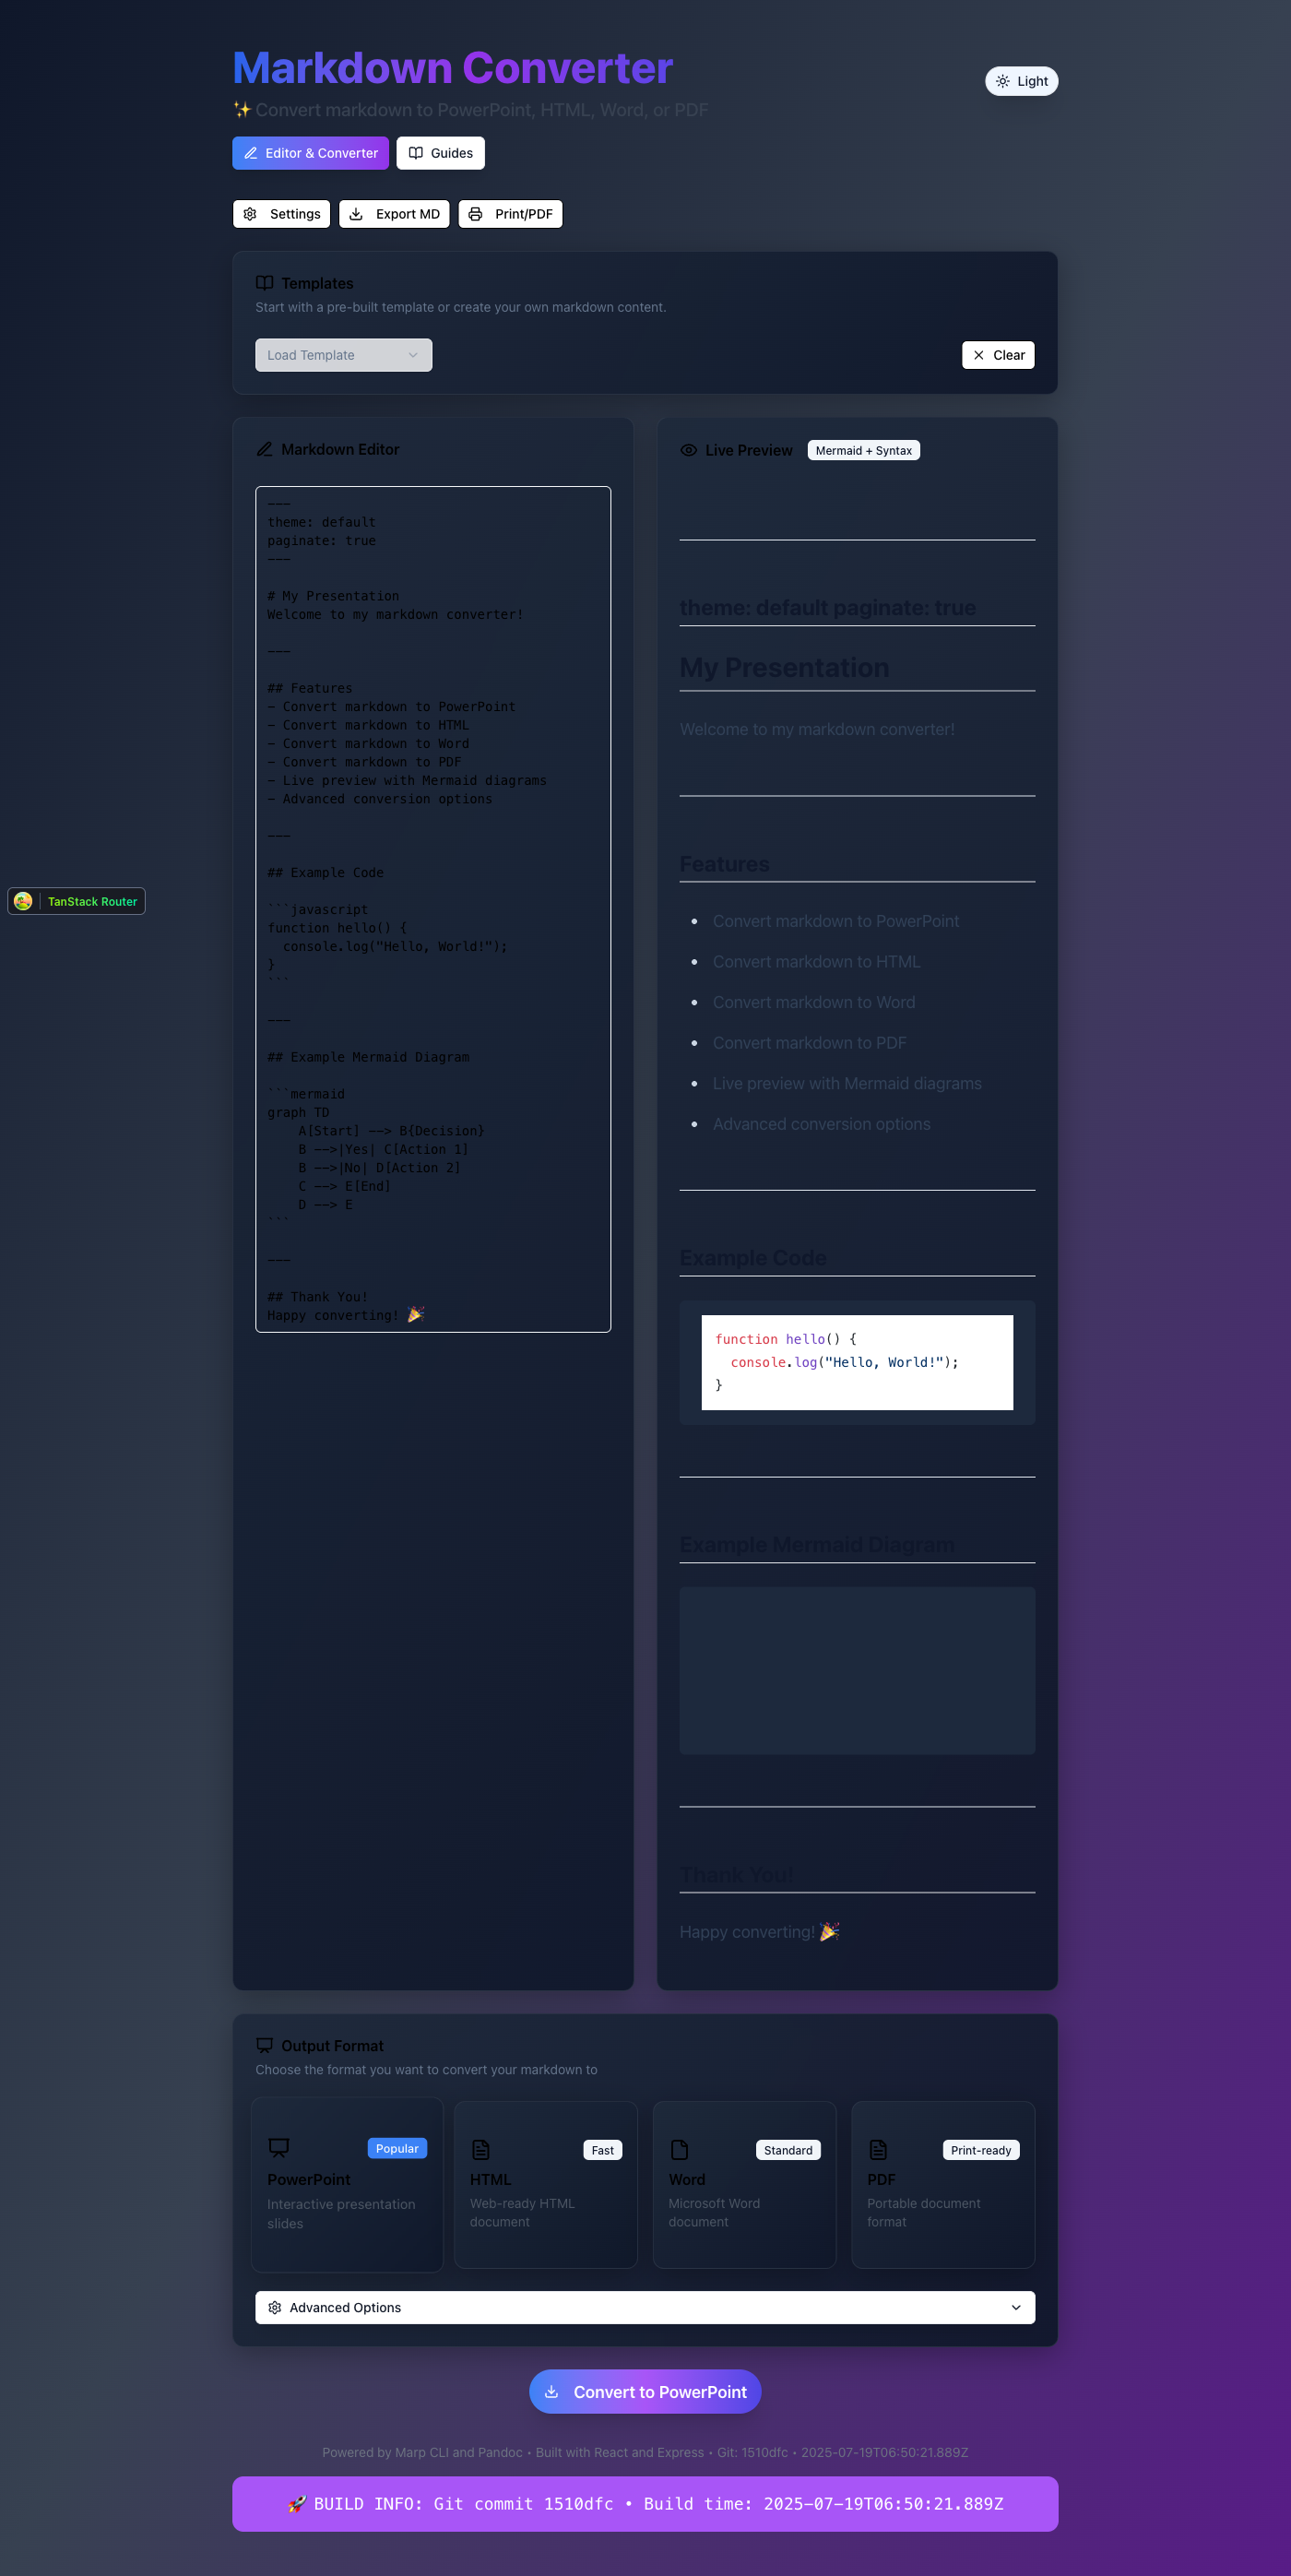 Markdown Converter
Light
✨ Convert markdown to PowerPoint, HTML, Word, or PDF
Editor & Converter
Guides
Settings
Export MD
Print/PDF
Templates
Start with a pre-built template or create your own markdown content.
Load Template
Clear
Markdown Editor
---
theme: default
paginate: true
---
# My Presentation
Welcome to my markdown converter!
---
## Features
- Convert markdown to PowerPoint
- Convert markdown to HTML
- Convert markdown to Word
- Convert markdown to PDF
- Live preview with Mermaid diagrams
- Advanced conversion options
---
## Example Code
```javascript
function hello() {
  console.log("Hello, World!");
}
```
---
## Example Mermaid Diagram
```mermaid
graph TD
    A[Start] --> B{Decision}
    B -->|Yes| C[Action 1]
    B -->|No| D[Action 2]
    C --> E[End]
    D --> E
```
---
## Thank You!
Happy converting! 🎉
Live Preview
Mermaid + Syntax
theme: default paginate: true
My Presentation
Welcome to my markdown converter!
Features
• Convert markdown to PowerPoint
• Convert markdown to HTML
• Convert markdown to Word
• Convert markdown to PDF
• Live preview with Mermaid diagrams
• Advanced conversion options
Example Code
function hello() {
  console.log("Hello, World!");
}
Example Mermaid Diagram
Thank You!
Happy converting! 🎉
TanStack Router
Output Format
Choose the format you want to convert your markdown to
Popular
PowerPoint
Interactive presentation
slides
Fast
HTML
Web-ready HTML
document
Standard
Word
Microsoft Word
document
Print-ready
PDF
Portable document
format
Advanced Options
Convert to PowerPoint
Powered by Marp CLI and Pandoc • Built with React and Express • Git: 1510dfc • 2025-07-19T06:50:21.889Z
🚀 BUILD INFO: Git commit 1510dfc • Build time: 2025-07-19T06:50:21.889Z